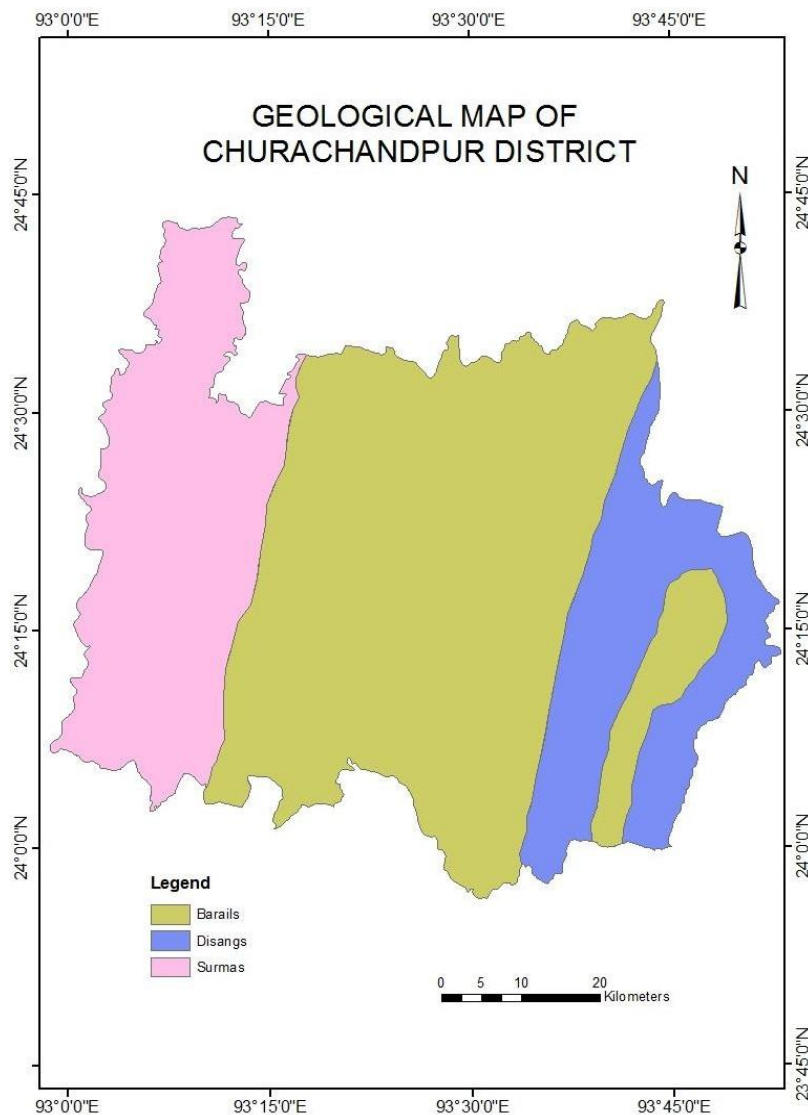 93°0'0"E 93°15'0"E 93°30'0"E 93°45'0"E
GEOLOGICAL MAP OF
CHURACHANDPUR DISTRICT
N
24°45'0"N 24°45'0"N
24°30'0"N 24°30'0"N
24°15'0"N 24°15'0"N
24°0'0"N 24°0'0"N
Legend
Barails
Disangs
Surmas
0 5 10 20
Kilometers
23°45'0"N
93°0'0"E 93°15'0"E 93°30'0"E 93°45'0"E